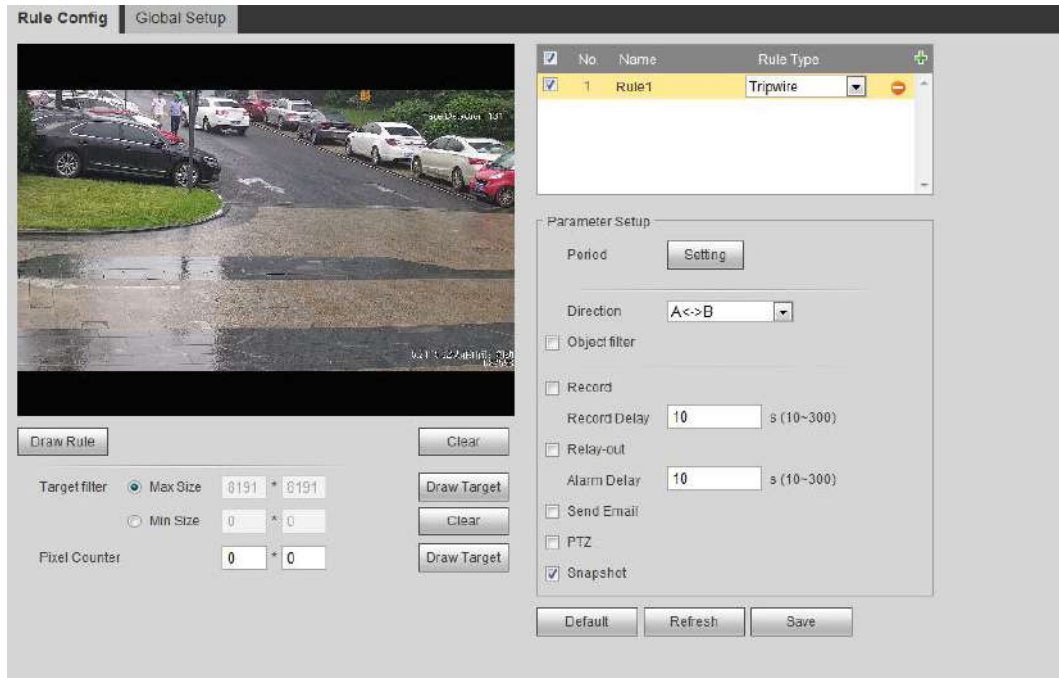 Rule Config Global Setup
No. Name Rule Type
1 Rule1 Tripwire
Parameter Setup
Period Setting
Direction A<->B
Object filter
Record
Record Delay 10 s (10~300)
Relay-out
Alarm Delay 10 s (10~300)
Send Email
PTZ
Snapshot
Default Refresh Save
Draw Rule Clear
Target filter Max Size 8191 * 8191 Draw Target
Min Size 0 * 0 Clear
Pixel Counter 0 * 0 Draw Target